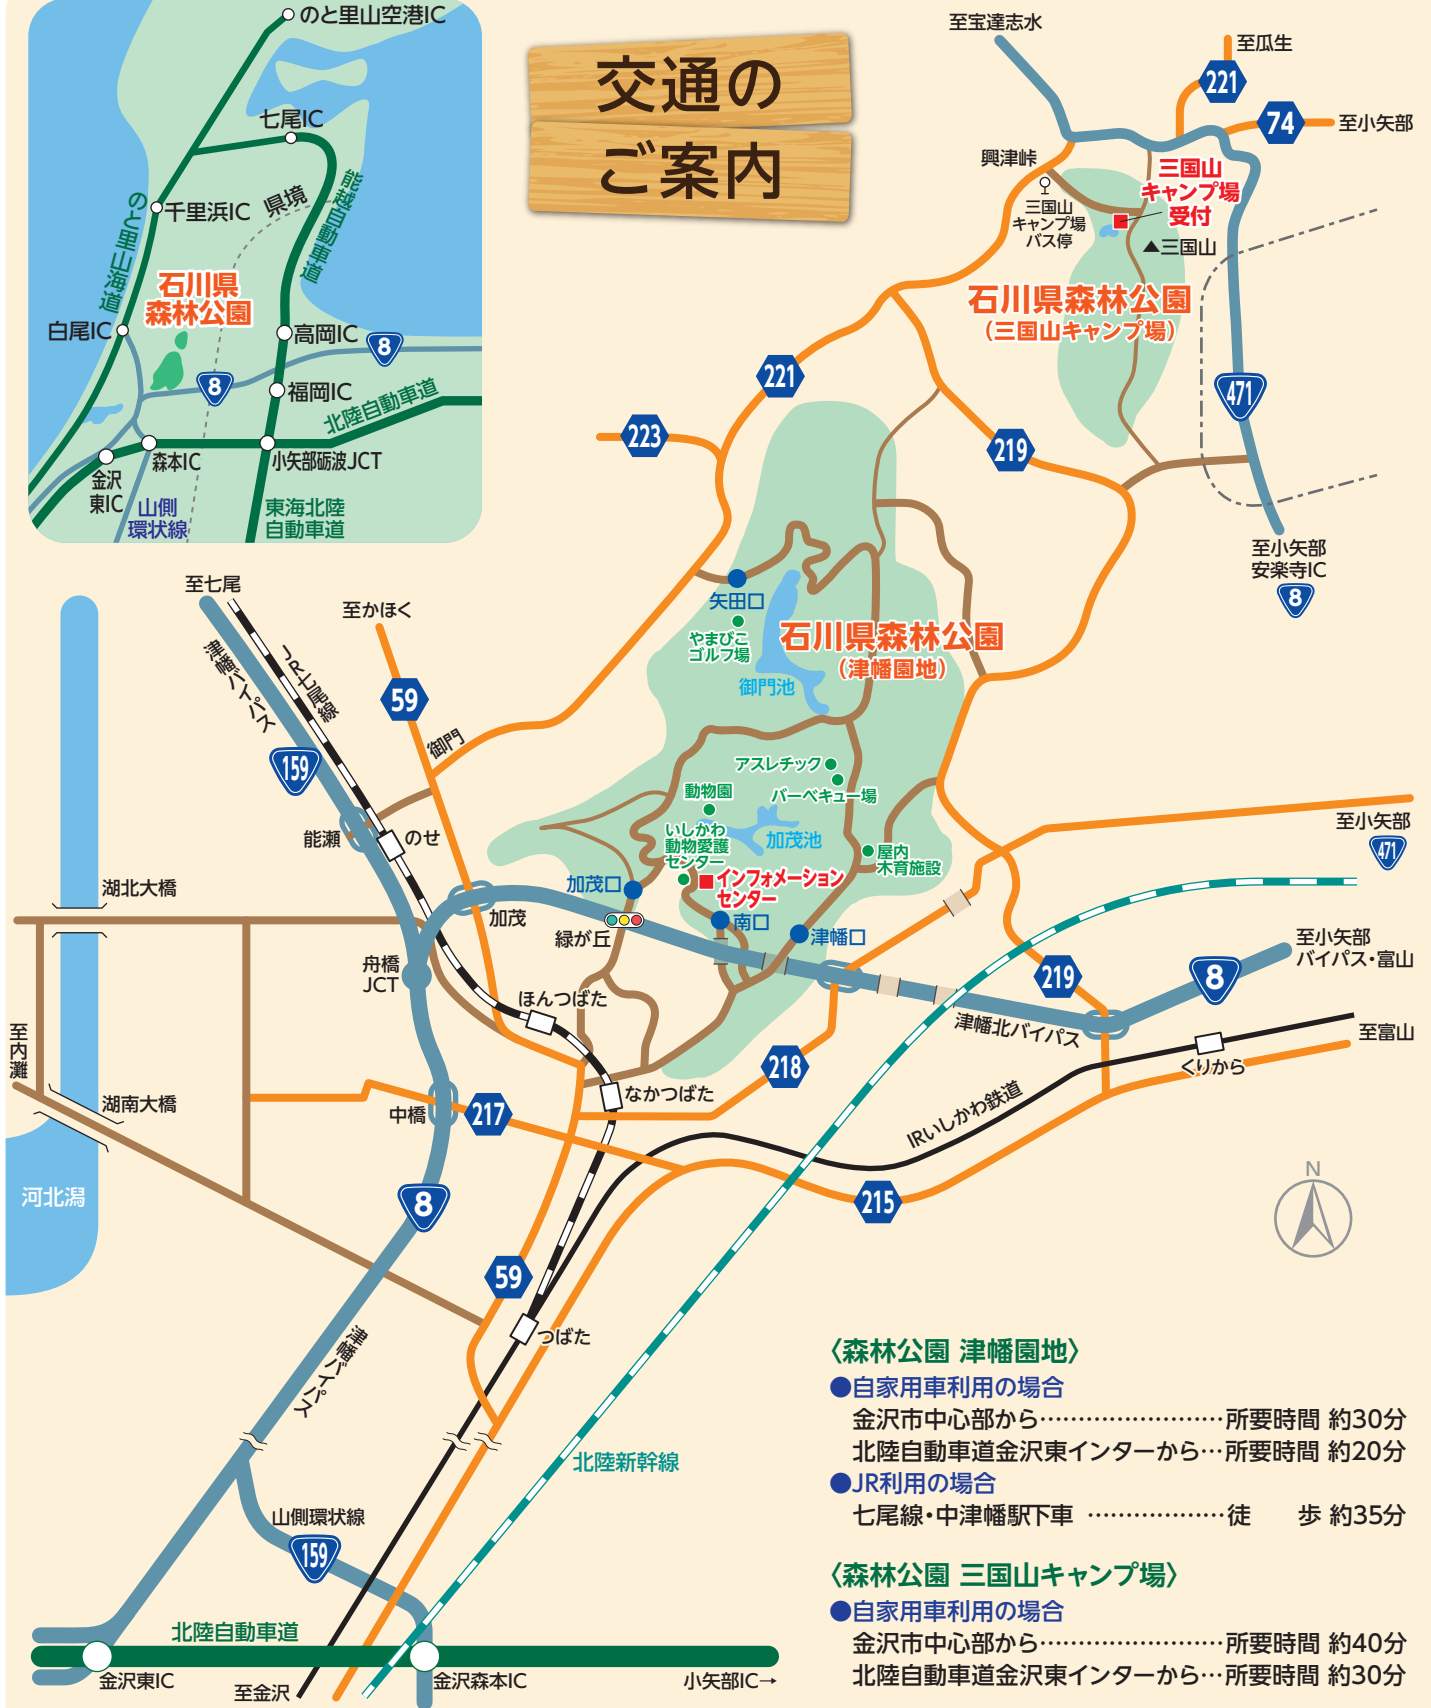 のと里山空港IC
七尾IC
能越自動車道
県境
千里浜IC
のと里山海道
石川県
森林公園
白尾IC
高岡IC
8
8
福岡IC
北陸自動車道
森本IC
小矢部砺波JCT
金沢
東IC
山側
環状線
東海北陸
自動車道
交通の
ご案内
至宝達志水
至瓜生
221
74
至小矢部
興津峠
三国山
キャンプ場
受付
三国山
キャンプ場
バス停
▲三国山
石川県森林公園
（三国山キャンプ場）
221
223
219
471
至小矢部
安楽寺IC
8
矢田口
やまびこ
ゴルフ場
石川県森林公園
（津幡園地）
御門池
至七尾
津幡バイパス
JR七尾線
至かほく
59
御門
159
アスレチック
バーベキュー場
動物園
いしかわ
動物愛護
センター
加茂池
屋内
木育施設
インフォメーション
センター
能瀬
のせ
加茂口
加茂
緑が丘
南口
津幡口
至小矢部
471
湖北大橋
舟橋
JCT
至小矢部
バイパス・富山
8
219
ほんつばた
津幡北バイパス
至富山
至内灘
218
くりから
なかつばた
湖南大橋
中橋
217
IRいしかわ鉄道
河北潟
8
215
N
59
つばた
津幡バイパス
〈森林公園 津幡園地〉
●自家用車利用の場合
金沢市中心部から……………………所要時間 約30分
北陸自動車道金沢東インターから…所要時間 約20分
●JR利用の場合
七尾線・中津幡駅下車 ………………徒　　歩 約35分
北陸新幹線
山側環状線
159
〈森林公園 三国山キャンプ場〉
●自家用車利用の場合
金沢市中心部から……………………所要時間 約40分
北陸自動車道金沢東インターから…所要時間 約30分
北陸自動車道
金沢東IC
至金沢
金沢森本IC
小矢部IC→